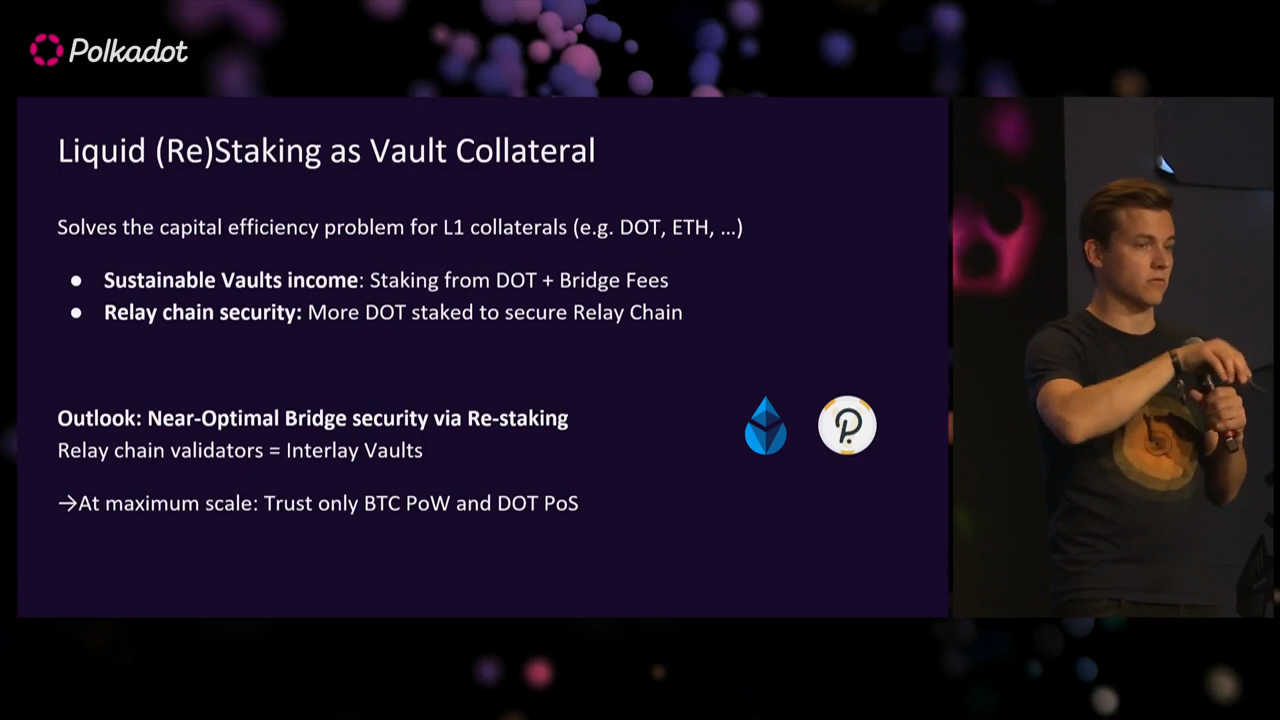 Polkadot
Liquid (Re)Staking as Vault Collateral
Solves the capital efficiency problem for L1 collaterals (e.g. DOT, ETH, ...)
● Sustainable Vaults income: Staking from DOT + Bridge Fees
● Relay chain security: More DOT staked to secure Relay Chain
Outlook: Near-Optimal Bridge security via Re-staking
Relay chain validators = Interlay Vaults
→At maximum scale: Trust only BTC PoW and DOT PoS